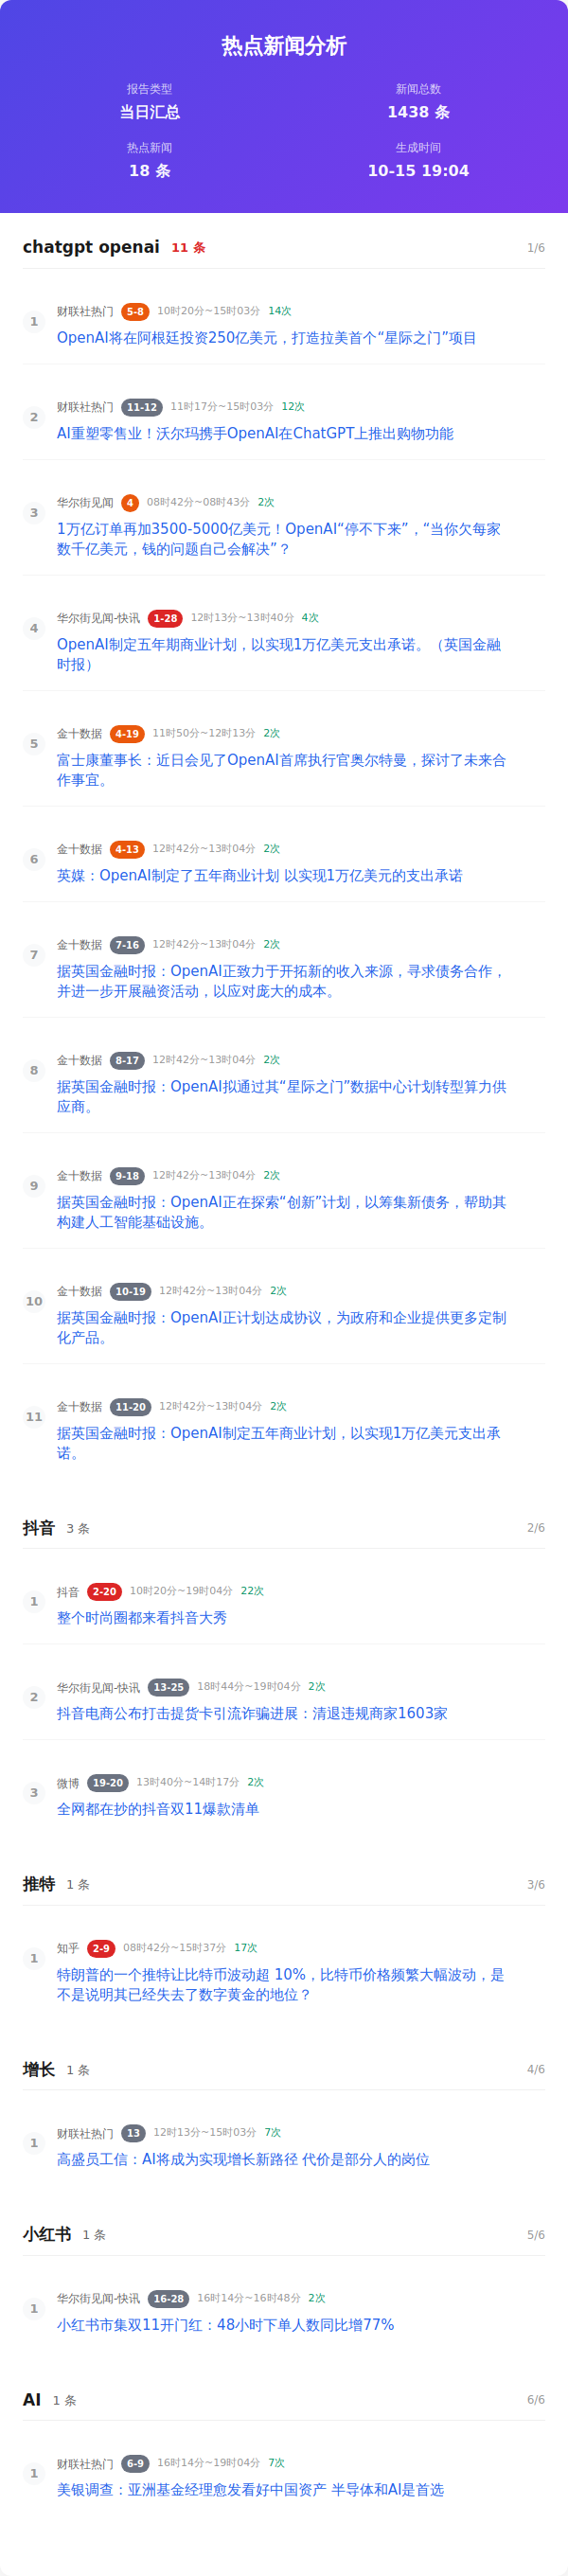 热点新闻分析
报告类型
当日汇总
新闻总数
1438 条
热点新闻
18 条
生成时间
10-15 19:04
chatgpt openai 11 条 1/6
1
财联社热门 5-8 10时20分~15时03分 14次
OpenAI将在阿根廷投资250亿美元，打造拉美首个“星际之门”项目
2
财联社热门 11-12 11时17分~15时03分 12次
AI重塑零售业！沃尔玛携手OpenAI在ChatGPT上推出购物功能
3
华尔街见闻 4 08时42分~08时43分 2次
1万亿订单再加3500-5000亿美元！OpenAI“停不下来”，“当你欠每家
数千亿美元，钱的问题自己会解决”？
4
华尔街见闻-快讯 1-28 12时13分~13时40分 4次
OpenAI制定五年期商业计划，以实现1万亿美元支出承诺。（英国金融
时报）
5
金十数据 4-19 11时50分~12时13分 2次
富士康董事长：近日会见了OpenAI首席执行官奥尔特曼，探讨了未来合
作事宜。
6
金十数据 4-13 12时42分~13时04分 2次
英媒：OpenAI制定了五年商业计划 以实现1万亿美元的支出承诺
7
金十数据 7-16 12时42分~13时04分 2次
据英国金融时报：OpenAI正致力于开拓新的收入来源，寻求债务合作，
并进一步开展融资活动，以应对庞大的成本。
8
金十数据 8-17 12时42分~13时04分 2次
据英国金融时报：OpenAI拟通过其“星际之门”数据中心计划转型算力供
应商。
9
金十数据 9-18 12时42分~13时04分 2次
据英国金融时报：OpenAI正在探索“创新”计划，以筹集新债务，帮助其
构建人工智能基础设施。
10
金十数据 10-19 12时42分~13时04分 2次
据英国金融时报：OpenAI正计划达成协议，为政府和企业提供更多定制
化产品。
11
金十数据 11-20 12时42分~13时04分 2次
据英国金融时报：OpenAI制定五年商业计划，以实现1万亿美元支出承
诺。
抖音 3 条 2/6
1
抖音 2-20 10时20分~19时04分 22次
整个时尚圈都来看抖音大秀
2
华尔街见闻-快讯 13-25 18时44分~19时04分 2次
抖音电商公布打击提货卡引流诈骗进展：清退违规商家1603家
3
微博 19-20 13时40分~14时17分 2次
全网都在抄的抖音双11爆款清单
推特 1 条 3/6
1
知乎 2-9 08时42分~15时37分 17次
特朗普的一个推特让比特币波动超 10%，比特币价格频繁大幅波动，是
不是说明其已经失去了数字黄金的地位？
增长 1 条 4/6
1
财联社热门 13 12时13分~15时03分 7次
高盛员工信：AI将成为实现增长新路径 代价是部分人的岗位
小红书 1 条 5/6
1
华尔街见闻-快讯 16-28 16时14分~16时48分 2次
小红书市集双11开门红：48小时下单人数同比增77%
AI 1 条 6/6
1
财联社热门 6-9 16时14分~19时04分 7次
美银调查：亚洲基金经理愈发看好中国资产 半导体和AI是首选